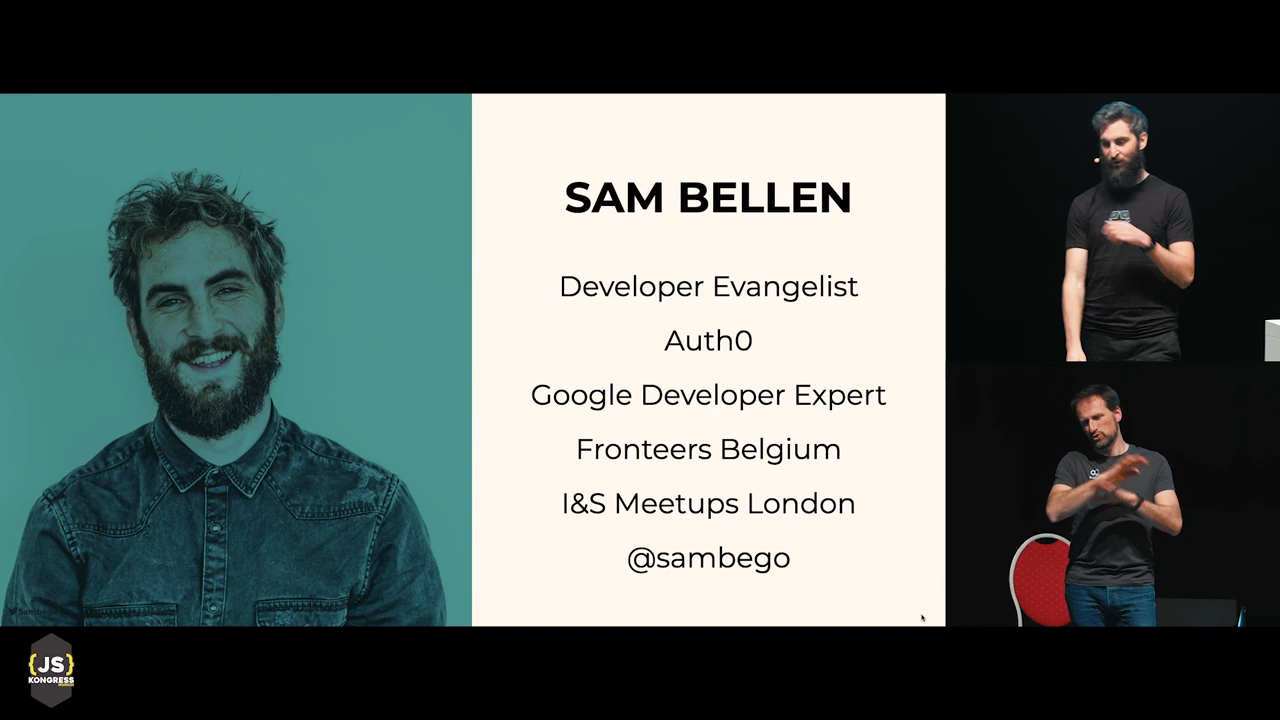 SAM BELLEN
Developer Evangelist
Auth0
Google Developer Expert
Fronteers Belgium
I&S Meetups London
@sambego
{JS}
KONGRESS